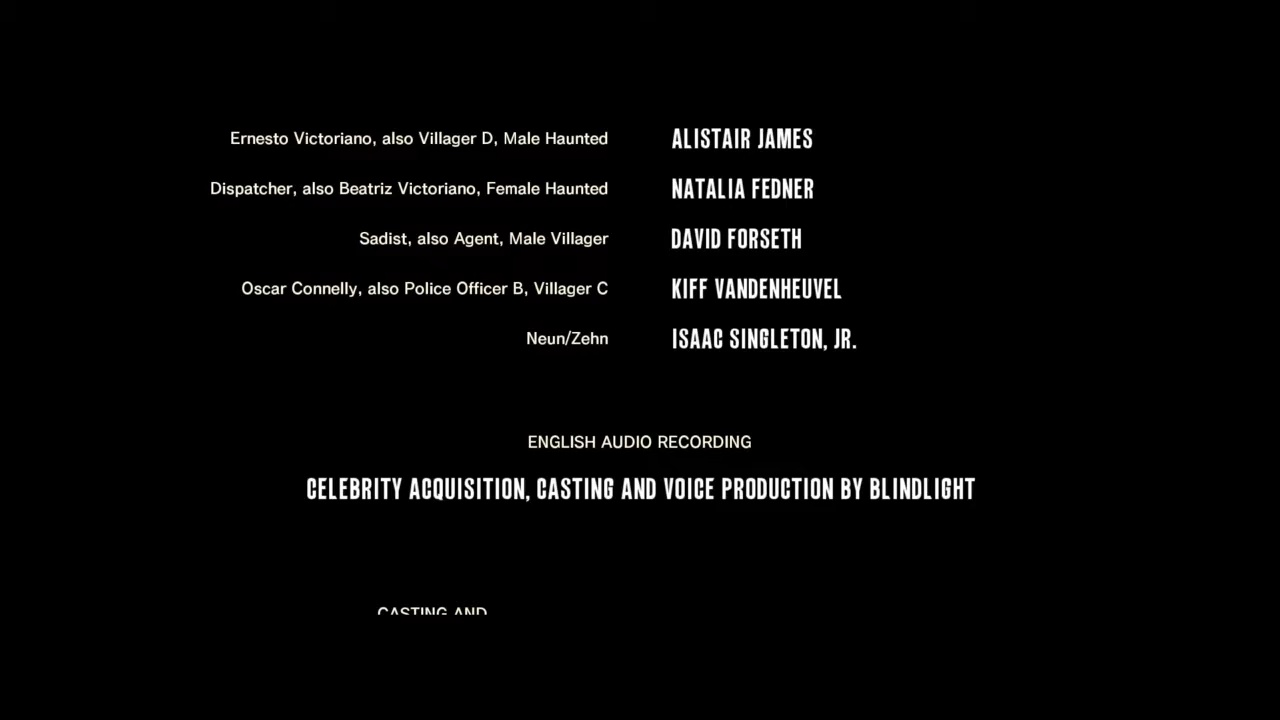 Ernesto Victoriano, also Villager D, Male Haunted ALISTAIR JAMES
Dispatcher, also Beatriz Victoriano, Female Haunted NATALIA FEDNER
Sadist, also Agent, Male Villager DAVID FORSETH
Oscar Connelly, also Police Officer B, Villager C KIFF VANDENHEUVEL
Neun/Zehn ISAAC SINGLETON, JR.
ENGLISH AUDIO RECORDING
CELEBRITY ACQUISITION, CASTING AND VOICE PRODUCTION BY BLINDLIGHT
CASTING AND